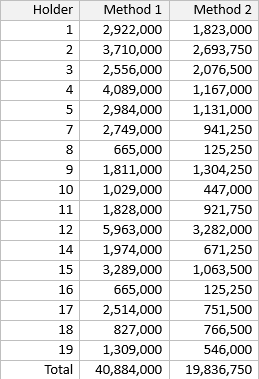 Holder Method 1 Method 2
1 2,922,000 1,823,000
2 3,710,000 2,693,750
3 2,556,000 2,076,500
4 4,089,000 1,167,000
5 2,984,000 1,131,000
7 2,749,000 941,250
8 665,000 125,250
9 1,811,000 1,304,250
10 1,029,000 447,000
11 1,828,000 921,750
12 5,963,000 3,282,000
14 1,974,000 671,250
15 3,289,000 1,063,500
16 665,000 125,250
17 2,514,000 751,500
18 827,000 766,500
19 1,309,000 546,000
Total 40,884,000 19,836,750